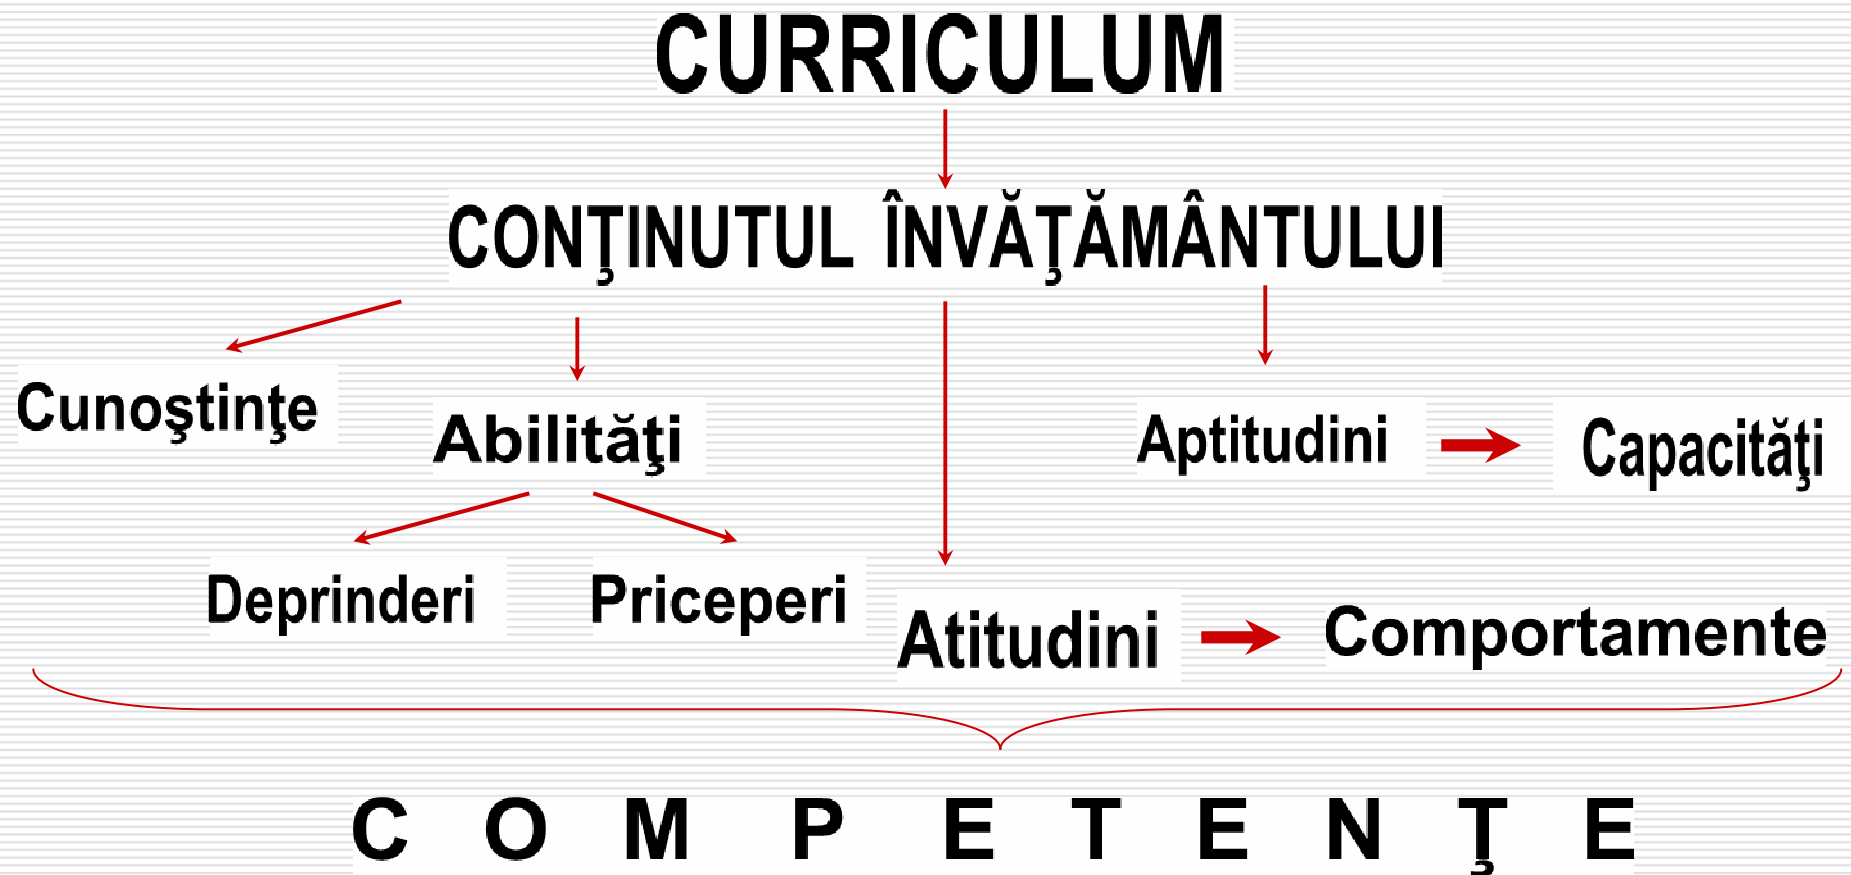 CURRICULUM
CONŢINUTUL ÎNVĂŢĂMÂNTULUI
Cunoştinţe
Abilităţi
Aptitudini
Capacităţi
Deprinderi
Priceperi
Atitudini
Comportamente
C O M P E T E N Ţ E